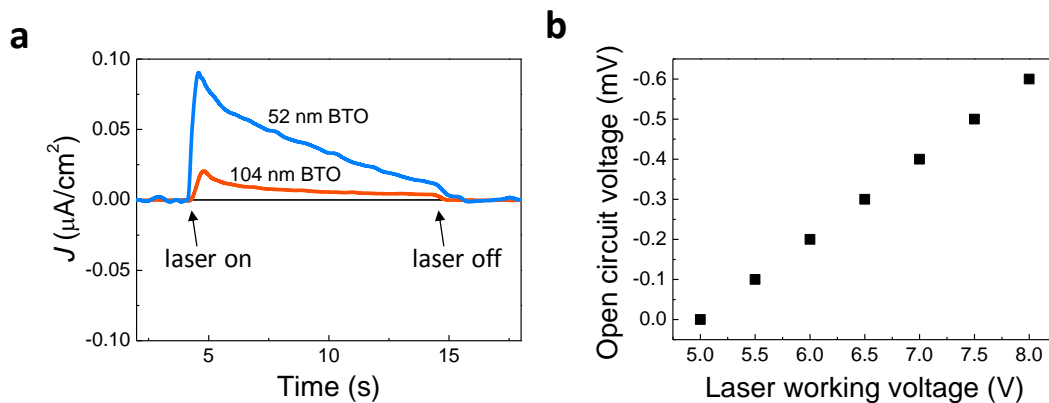 a
0.10
0.05
0.00
-0.05
-0.10
J (μA/cm²)
52 nm BTO
104 nm BTO
laser on
laser off
5
10
15
Time (s)
b
-0.6
-0.5
-0.4
-0.3
-0.2
-0.1
0.0
Open circuit voltage (mV)
5.0 5.5 6.0 6.5 7.0 7.5 8.0
Laser working voltage (V)